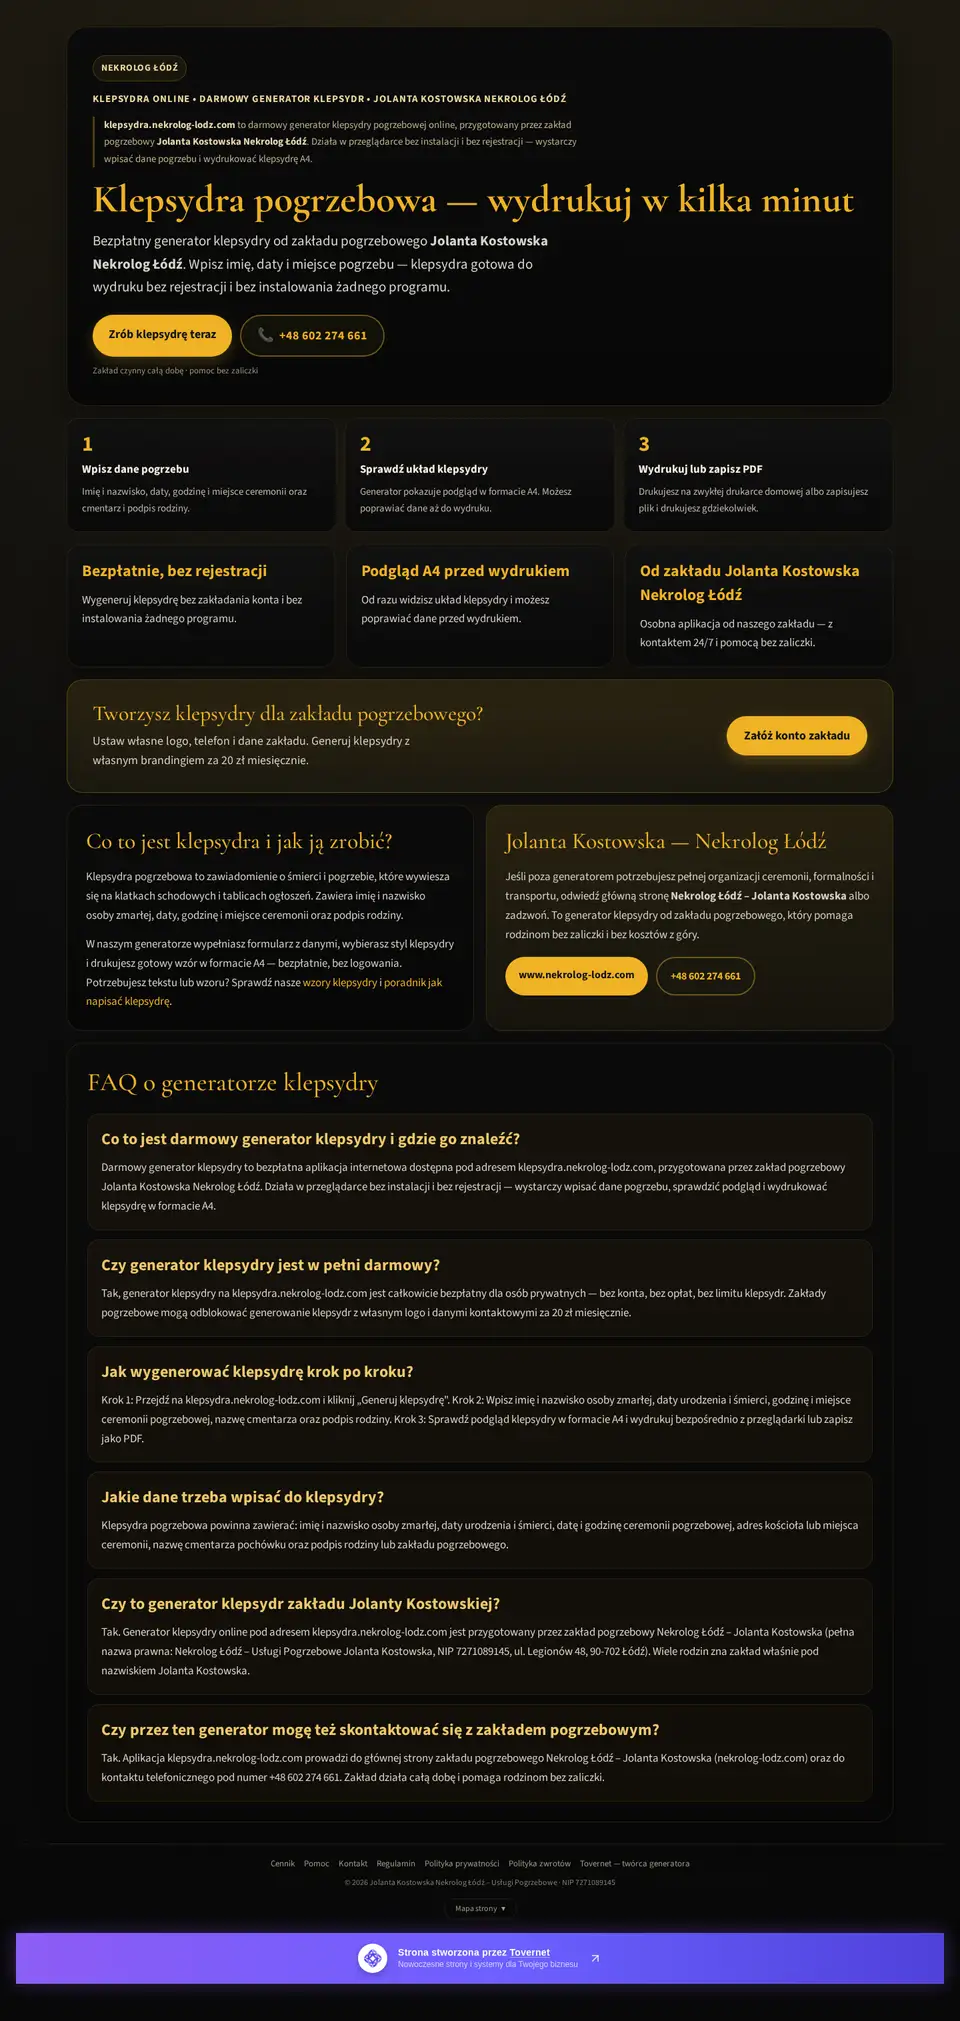 NEKROLOG ŁÓDŹ
KLEPSYDRA ONLINE • DARMOWY GENERATOR KLEPSYDR • JOLANTA KOSTOWSKA NEKROLOG ŁÓDŹ
klepsydra.nekrolog-lodz.com to darmowy generator klepsydry pogrzebowej online, przygotowany przez zakład
pogrzebowy Jolanta Kostowska Nekrolog Łódź. Działa w przeglądarce bez instalacji i bez rejestracji — wystarczy
wpisać dane pogrzebu i wydrukować klepsydrę A4.
Klepsydra pogrzebowa — wydrukuj w kilka minut
Bezpłatny generator klepsydry od zakładu pogrzebowego Jolanta Kostowska
Nekrolog Łódź. Wpisz imię, daty i miejsce pogrzebu — klepsydra gotowa do
wydruku bez rejestracji i bez instalowania żadnego programu.
Zrób klepsydrę teraz
+48 602 274 661
Zakład czynny całą dobę · pomoc bez zaliczki
1
Wpisz dane pogrzebu
Imię i nazwisko, daty, godzinę i miejsce ceremonii oraz
cmentarz i podpis rodziny.
2
Sprawdź układ klepsydry
Generator pokazuje podgląd w formacie A4. Możesz
poprawiać dane aż do wydruku.
3
Wydrukuj lub zapisz PDF
Drukujesz na zwykłej drukarce domowej albo zapisujesz
plik i drukujesz gdziekolwiek.
Bezpłatnie, bez rejestracji
Wygeneruj klepsydrę bez zakładania konta i bez
instalowania żadnego programu.
Podgląd A4 przed wydrukiem
Od razu widzisz układ klepsydry i możesz
poprawiać dane przed wydrukiem.
Od zakładu Jolanta Kostowska
Nekrolog Łódź
Osobna aplikacja od naszego zakładu — z
kontaktem 24/7 i pomocą bez zaliczki.
Tworzysz klepsydry dla zakładu pogrzebowego?
Ustaw własne logo, telefon i dane zakładu. Generuj klepsydry z
własnym brandingiem za 20 zł miesięcznie.
Załóż konto zakładu
Co to jest klepsydra i jak ją zrobić?
Klepsydra pogrzebowa to zawiadomienie o śmierci i pogrzebie, które wywiesza
się na klatkach schodowych i tablicach ogłoszeń. Zawiera imię i nazwisko
osoby zmarłej, daty, godzinę i miejsce ceremonii oraz podpis rodziny.
W naszym generatorze wypełniasz formularz z danymi, wybierasz styl klepsydry
i drukujesz gotowy wzór w formacie A4 — bezpłatnie, bez logowania.
Potrzebujesz tekstu lub wzoru? Sprawdź nasze wzory klepsydry i poradnik jak
napisać klepsydrę.
Jolanta Kostowska — Nekrolog Łódź
Jeśli poza generatorem potrzebujesz pełnej organizacji ceremonii, formalności i
transportu, odwiedź główną stronę Nekrolog Łódź – Jolanta Kostowska albo
zadzwoń. To generator klepsydry od zakładu pogrzebowego, który pomaga
rodzinom bez zaliczki i bez kosztów z góry.
www.nekrolog-lodz.com
+48 602 274 661
FAQ o generatorze klepsydry
Co to jest darmowy generator klepsydry i gdzie go znaleźć?
Darmowy generator klepsydry to bezpłatna aplikacja internetowa dostępna pod adresem klepsydra.nekrolog-lodz.com, przygotowana przez zakład pogrzebowy
Jolanta Kostowska Nekrolog Łódź. Działa w przeglądarce bez instalacji i bez rejestracji — wystarczy wpisać dane pogrzebu, sprawdzić podgląd i wydrukować
klepsydrę w formacie A4.
Czy generator klepsydry jest w pełni darmowy?
Tak, generator klepsydry na klepsydra.nekrolog-lodz.com jest całkowicie bezpłatny dla osób prywatnych — bez konta, bez opłat, bez limitu klepsydr. Zakłady
pogrzebowe mogą odblokować generowanie klepsydr z własnym logo i danymi kontaktowymi za 20 zł miesięcznie.
Jak wygenerować klepsydrę krok po kroku?
Krok 1: Przejdź na klepsydra.nekrolog-lodz.com i kliknij „Generuj klepsydrę". Krok 2: Wpisz imię i nazwisko osoby zmarłej, daty urodzenia i śmierci, godzinę i miejsce
ceremonii pogrzebowej, nazwę cmentarza oraz podpis rodziny. Krok 3: Sprawdź podgląd klepsydry w formacie A4 i wydrukuj bezpośrednio z przeglądarki lub zapisz
jako PDF.
Jakie dane trzeba wpisać do klepsydry?
Klepsydra pogrzebowa powinna zawierać: imię i nazwisko osoby zmarłej, daty urodzenia i śmierci, datę i godzinę ceremonii pogrzebowej, adres kościoła lub miejsca
ceremonii, nazwę cmentarza pochówku oraz podpis rodziny lub zakładu pogrzebowego.
Czy to generator klepsydr zakładu Jolanty Kostowskiej?
Tak. Generator klepsydry online pod adresem klepsydra.nekrolog-lodz.com jest przygotowany przez zakład pogrzebowy Nekrolog Łódź – Jolanta Kostowska (pełna
nazwa prawna: Nekrolog Łódź – Usługi Pogrzebowe Jolanta Kostowska, NIP 7271089145, ul. Legionów 48, 90-702 Łódź). Wiele rodzin zna zakład właśnie pod
nazwiskiem Jolanta Kostowska.
Czy przez ten generator mogę też skontaktować się z zakładem pogrzebowym?
Tak. Aplikacja klepsydra.nekrolog-lodz.com prowadzi do głównej strony zakładu pogrzebowego Nekrolog Łódź – Jolanta Kostowska (nekrolog-lodz.com) oraz do
kontaktu telefonicznego pod numer +48 602 274 661. Zakład działa całą dobę i pomaga rodzinom bez zaliczki.
Cennik Pomoc Kontakt Regulamin Polityka prywatności Polityka zwrotów Tovernet — twórca generatora
© 2026 Jolanta Kostowska Nekrolog Łódź – Usługi Pogrzebowe · NIP 7271089145
Mapa strony ▾
Strona stworzona przez Tovernet
Nowoczesne strony i systemy dla Twojego biznesu